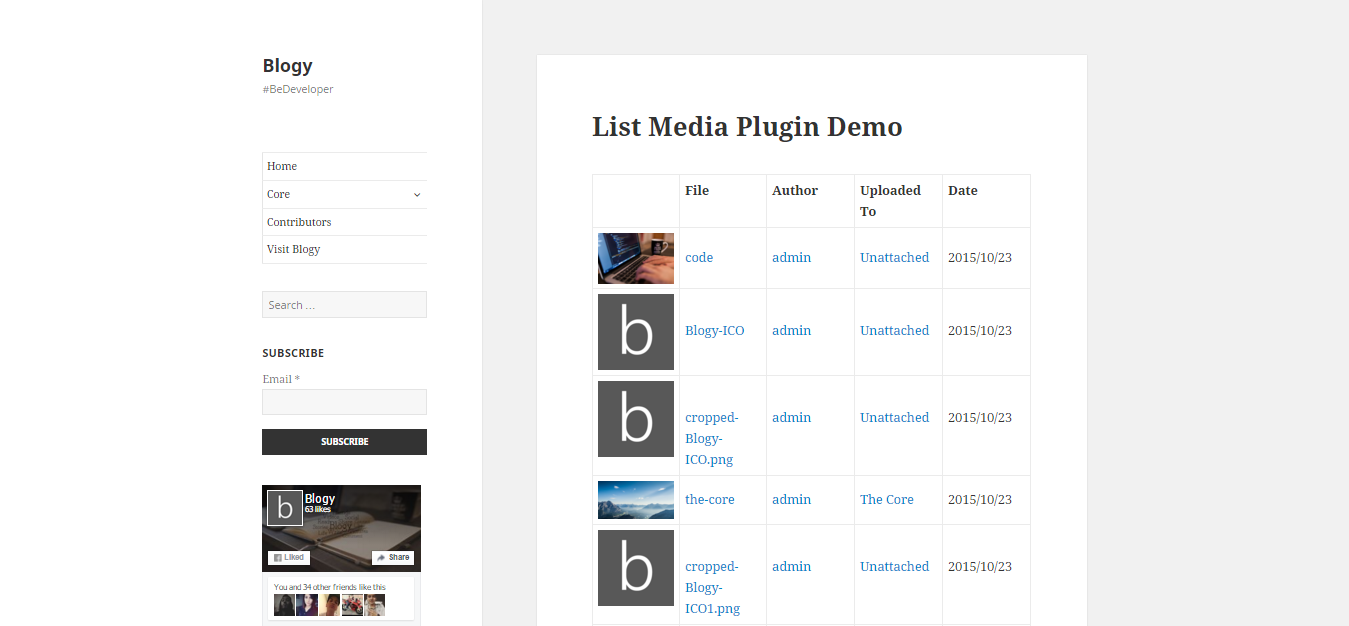 Blogy
#BeDeveloper
Home
Core
Contributors
Visit Blogy
Search ...
SUBSCRIBE
Email *
SUBSCRIBE
b
Blogy
63 likes
Liked
Share
You and 34 other friends like this
List Media Plugin Demo
File Author Uploaded To Date
code admin Unattached 2015/10/23
b
Blogy-ICO admin Unattached 2015/10/23
b
cropped- admin Unattached 2015/10/23
Blogy-
ICO.png
the-core admin The Core 2015/10/23
b
cropped- admin Unattached 2015/10/23
Blogy-
ICO1.png